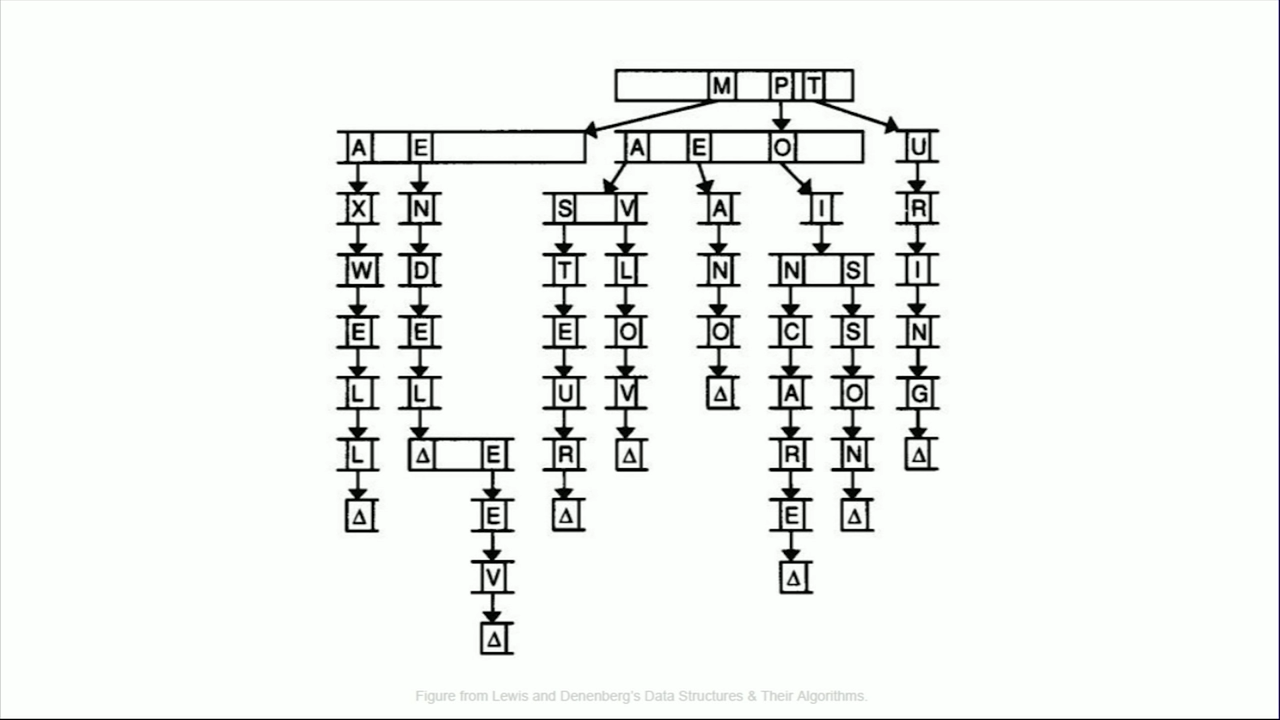 M P T
A E A E O U
X N S V A I R
W D T L N N S I
E E E O O C S N
L L U V Δ A O G
L Δ E R Δ R N Δ
Δ E Δ E Δ
V Δ
Δ
Figure from Lewis and Denenberg's Data Structures & Their Algorithms.